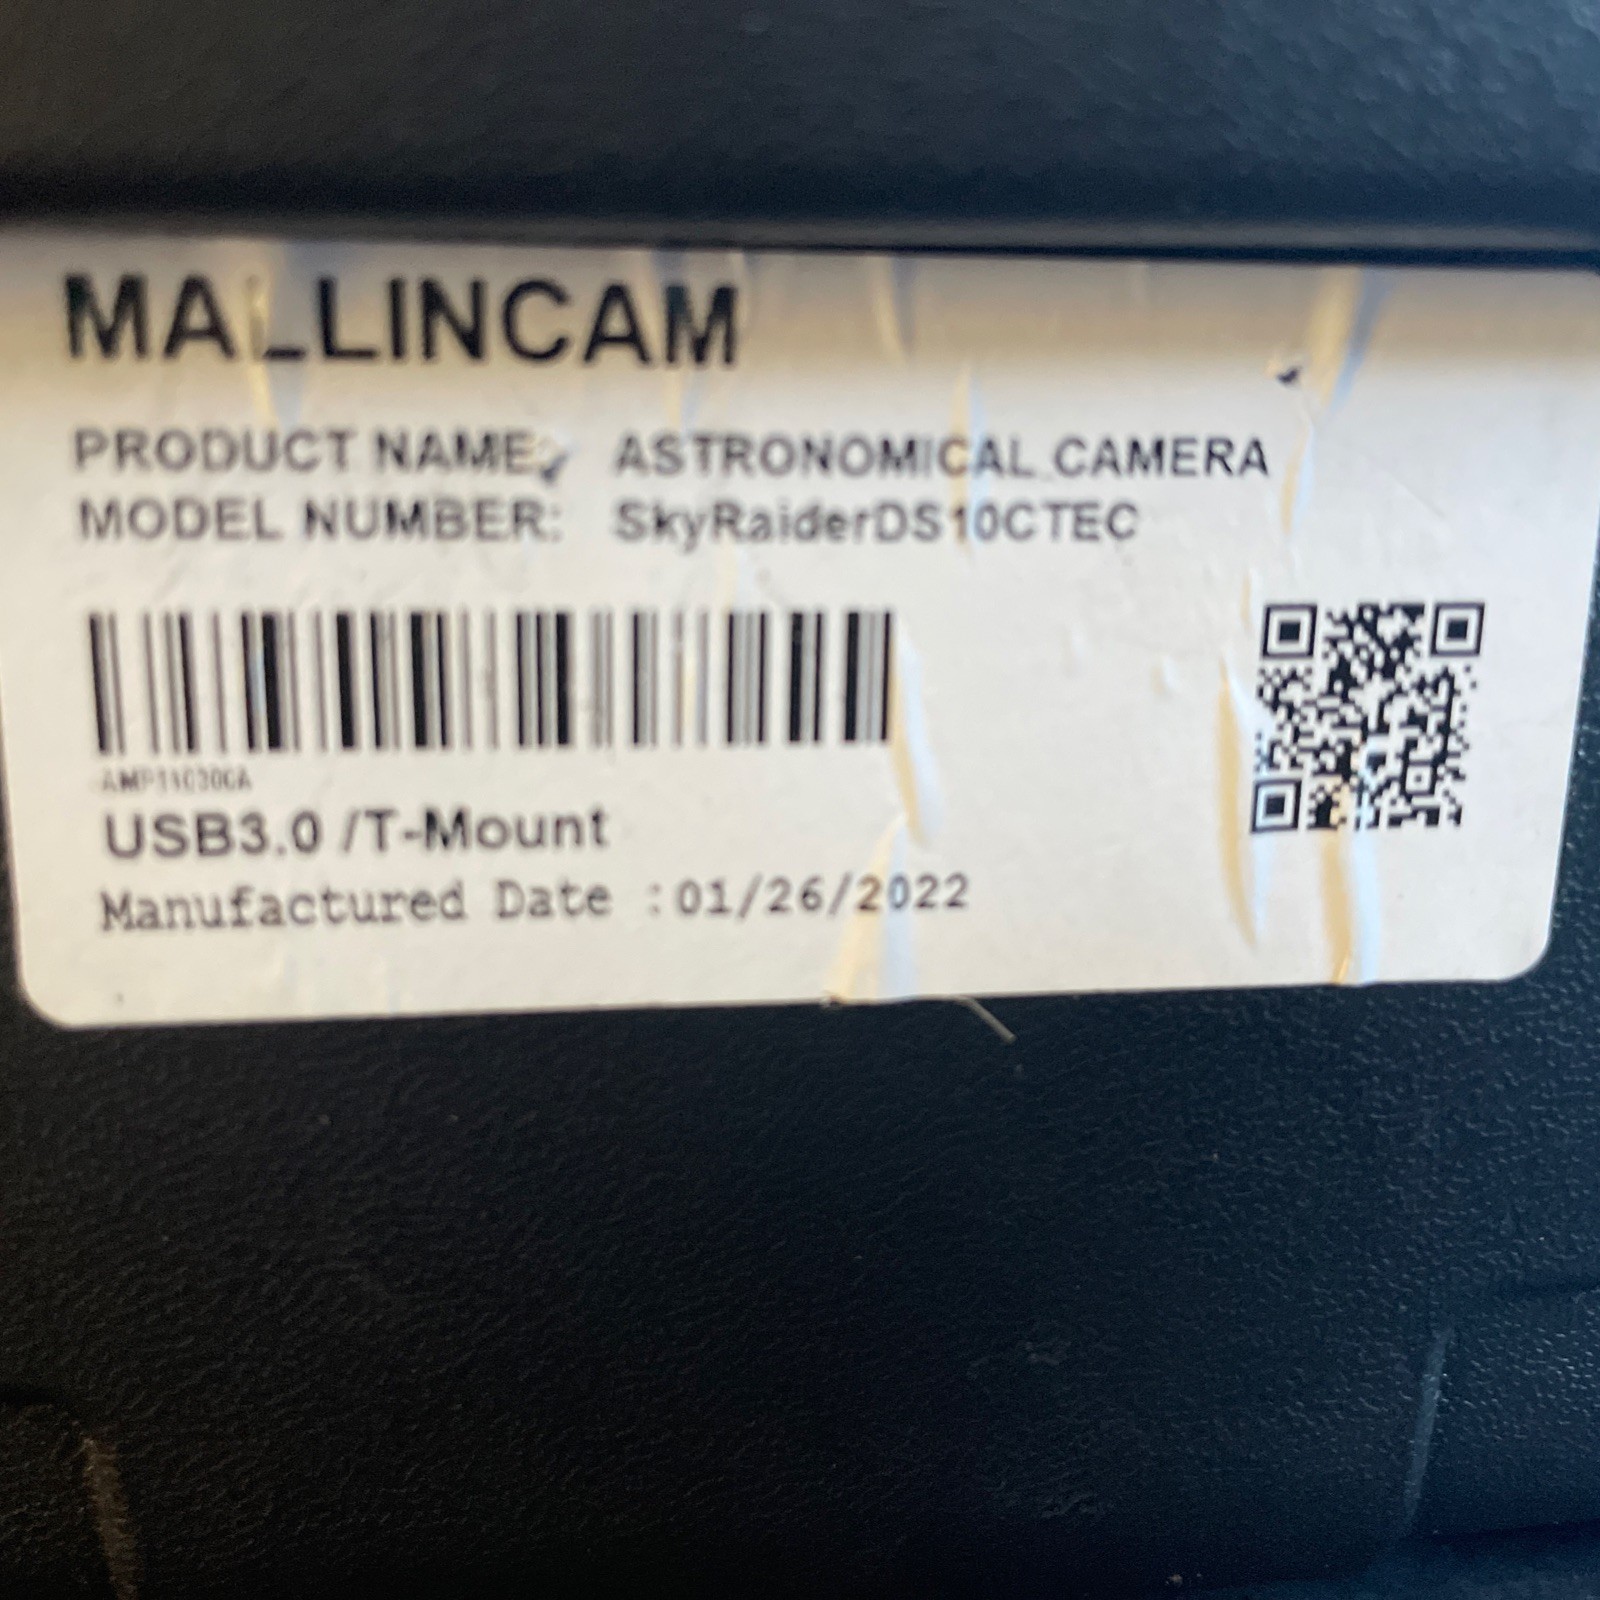 MALLINCAM
PRODUCT NAME: ASTRONOMICAL CAMERA
MODEL NUMBER: SkyRaiderDS10CTEC
USB3.0 /T-Mount
Manufactured Date :01/26/2022